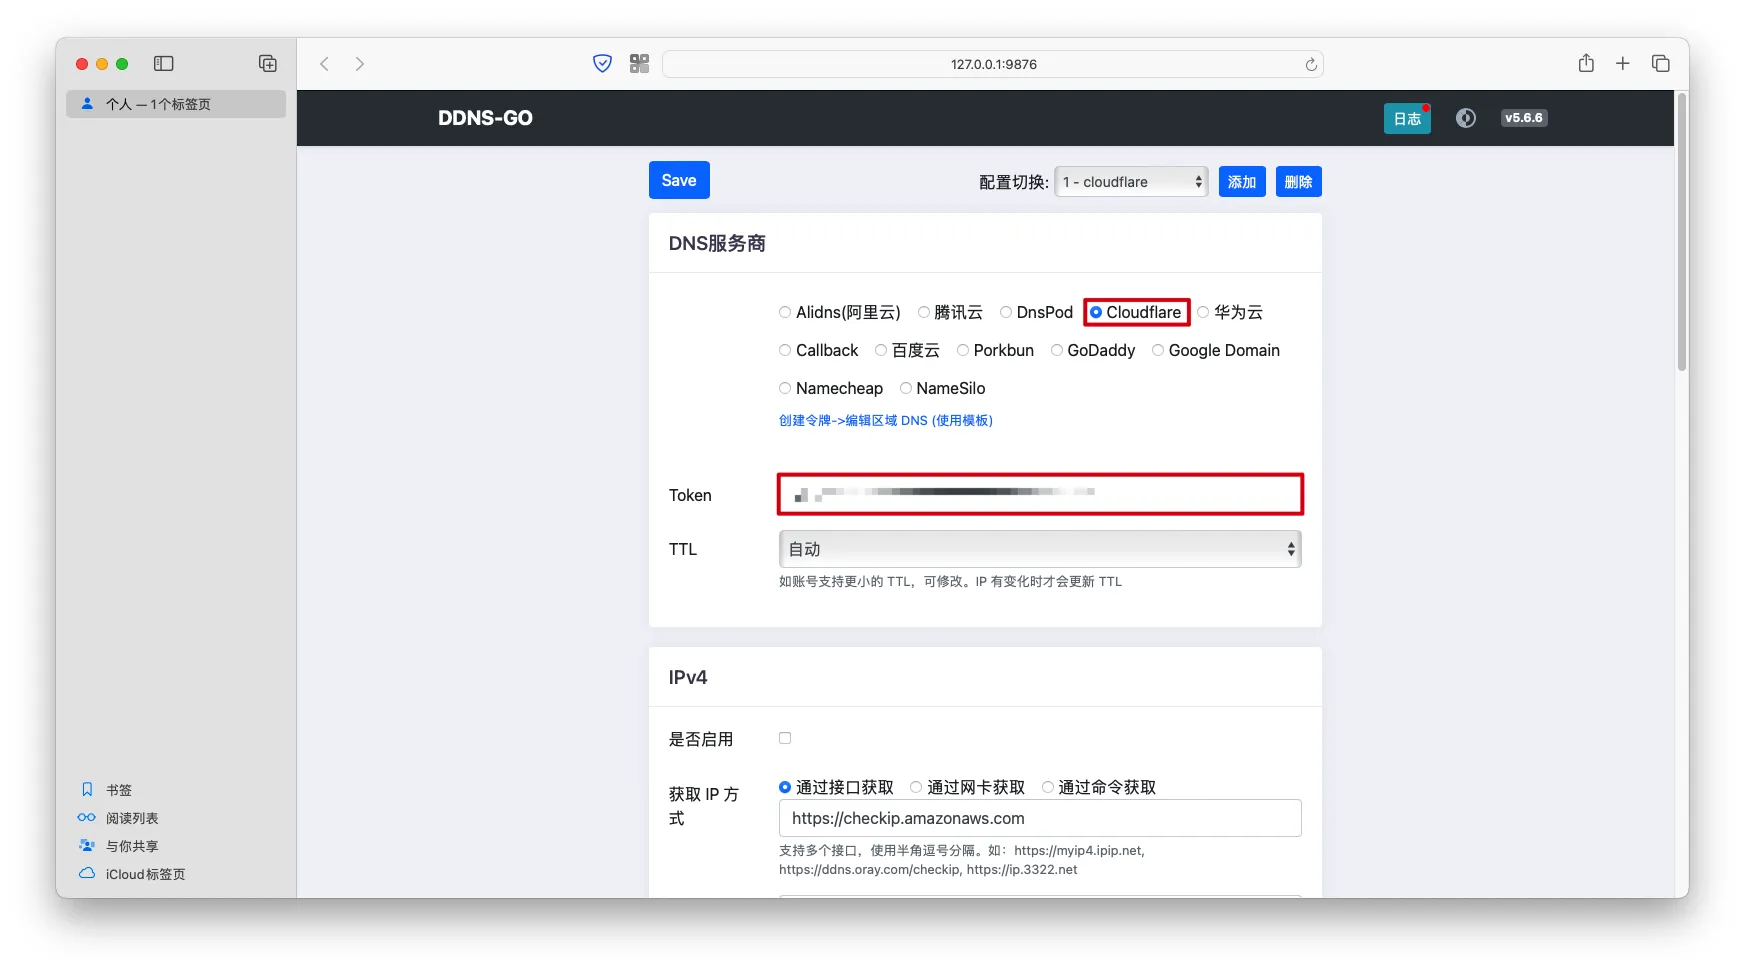 127.0.0.1:9876
个人 — 1个标签页
DDNS-GO
日志
v5.6.6
Save
配置切换:
1 - cloudflare
添加
删除
DNS服务商
Alidns(阿里云) 腾讯云 DnsPod Cloudflare 华为云
Callback 百度云 Porkbun GoDaddy Google Domain
Namecheap NameSilo
创建令牌->编辑区域 DNS (使用模板)
Token
TTL
自动
如账号支持更小的 TTL，可修改。IP 有变化时才会更新 TTL
IPv4
是否启用
获取 IP 方
式
通过接口获取 通过网卡获取 通过命令获取
https://checkip.amazonaws.com
支持多个接口，使用半角逗号分隔。如：https://myip4.ipip.net,
https://ddns.oray.com/checkip, https://ip.3322.net
书签
阅读列表
与你共享
iCloud标签页